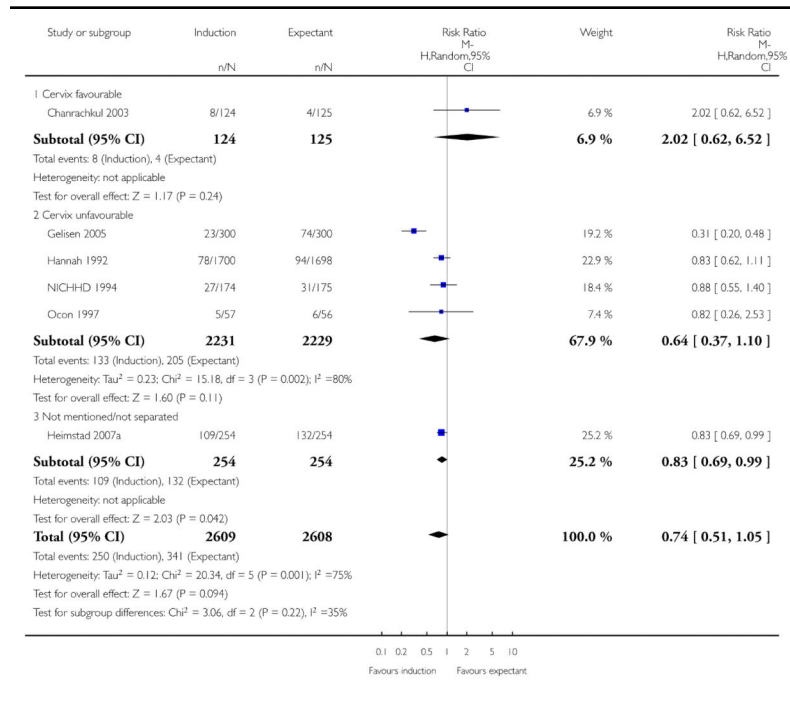 Study or subgroup Induction Expectant Risk Ratio Weight Risk Ratio
M- M-
H,Random,95% H,Random,95%
n/N n/N CI CI
1 Cervix favourable
Chanrachkul 2003 8/124 4/125 6.9 % 2.02 [ 0.62, 6.52 ]
Subtotal (95% CI) 124 125 6.9 % 2.02 [ 0.62, 6.52 ]
Total events: 8 (Induction), 4 (Expectant)
Heterogeneity: not applicable
Test for overall effect: Z = 1.17 (P = 0.24)
2 Cervix unfavourable
Gelisen 2005 23/300 74/300 19.2 % 0.31 [ 0.20, 0.48 ]
Hannah 1992 78/1700 94/1698 22.9 % 0.83 [ 0.62, 1.11 ]
NICHHD 1994 27/174 31/175 18.4 % 0.88 [ 0.55, 1.40 ]
Ocon 1997 5/57 6/56 7.4 % 0.82 [ 0.26, 2.53 ]
Subtotal (95% CI) 2231 2229 67.9 % 0.64 [ 0.37, 1.10 ]
Total events: 133 (Induction), 205 (Expectant)
Heterogeneity: Tau² = 0.23; Chi² = 15.18, df = 3 (P = 0.002); I² =80%
Test for overall effect: Z = 1.60 (P = 0.11)
3 Not mentioned/not separated
Heimstad 2007a 109/254 132/254 25.2 % 0.83 [ 0.69, 0.99 ]
Subtotal (95% CI) 254 254 25.2 % 0.83 [ 0.69, 0.99 ]
Total events: 109 (Induction), 132 (Expectant)
Heterogeneity: not applicable
Test for overall effect: Z = 2.03 (P = 0.042)
Total (95% CI) 2609 2608 100.0 % 0.74 [ 0.51, 1.05 ]
Total events: 250 (Induction), 341 (Expectant)
Heterogeneity: Tau² = 0.12; Chi² = 20.34, df = 5 (P = 0.001); I² =75%
Test for overall effect: Z = 1.67 (P = 0.094)
Test for subgroup differences: Chi² = 3.06, df = 2 (P = 0.22), I² =35%
0.1 0.2 0.5 1 2 5 10
Favours induction Favours expectant